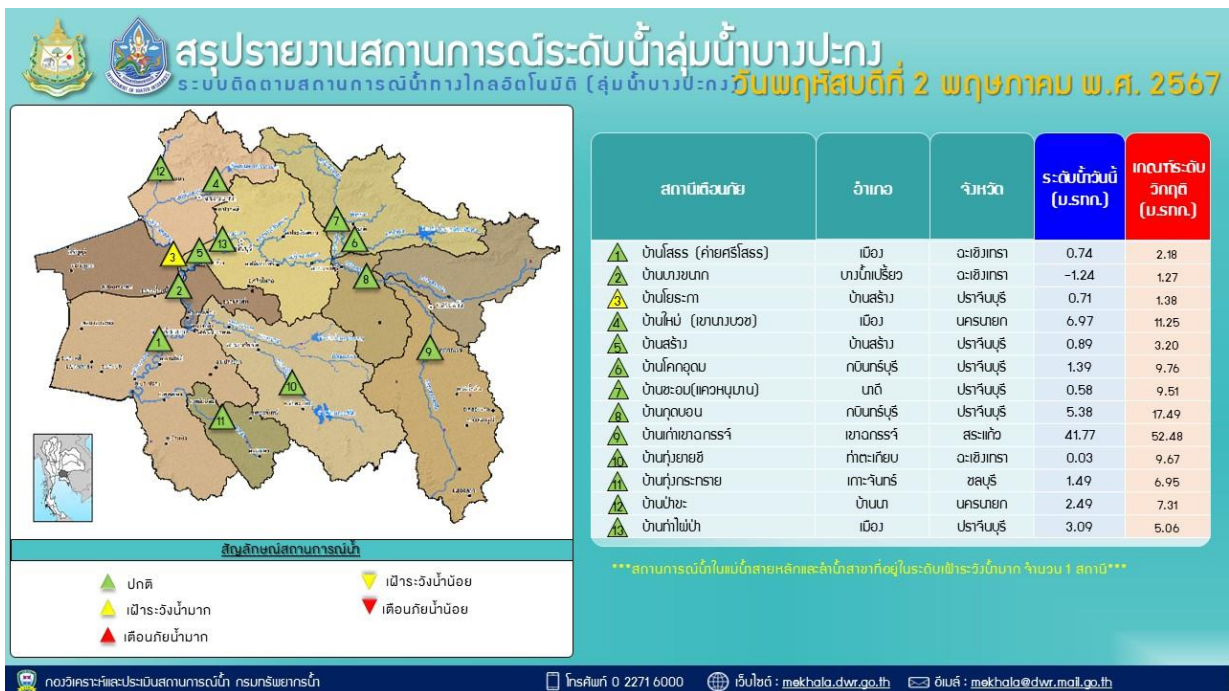 สรุปรายงานสถานการณ์ระดับน้ำลุ่มน้ำบางปะกง
ระบบติดตามสถานการณ์น้ำทางไกลอัตโนมัติ (ลุ่มน้ำบางปะกง)
วันพฤหัสบดีที่ 2 พฤษภาคม พ.ศ. 2567
สถานีเตือนภัย อำเภอ จังหวัด ระดับน้ำวันนี้ (ม.รทก.) เกณฑ์ระดับวิกฤติ (ม.รทก.)
1 บ้านโสธร (ค่ายศรีโสธร) เมือง ฉะเชิงเทรา 0.74 2.18
2 บ้านบางขนาก บางน้ำเปรี้ยว ฉะเชิงเทรา -1.24 1.27
3 บ้านโยธะกา บ้านสร้าง ปราจีนบุรี 0.71 1.38
4 บ้านใหม่ (เขานางบวช) เมือง นครนายก 6.97 11.25
5 บ้านสร้าง บ้านสร้าง ปราจีนบุรี 0.89 3.20
6 บ้านโคกอุดม กบินทร์บุรี ปราจีนบุรี 1.39 9.76
7 บ้านชะอม(แควหนุมาน) นาดี ปราจีนบุรี 0.58 9.51
8 บ้านกุดบอน กบินทร์บุรี ปราจีนบุรี 5.38 17.49
9 บ้านเก่าเขาฉกรรจ์ เขาฉกรรจ์ สระแก้ว 41.77 52.48
10 บ้านทุ่งยายชี ท่าตะเกียบ ฉะเชิงเทรา 0.03 9.67
11 บ้านทุ่งกระทราย เกาะจันทร์ ชลบุรี 1.49 6.95
12 บ้านป่าขะ บ้านนา นครนายก 2.49 7.31
13 บ้านท่าไผ่ป่า เมือง ปราจีนบุรี 3.09 5.06
12
4
7
6
13
5
3
8
2
1
9
10
11
สัญลักษณ์สถานการณ์น้ำ
ปกติ
เฝ้าระวังน้ำน้อย
เฝ้าระวังน้ำมาก
เตือนภัยน้ำน้อย
เตือนภัยน้ำมาก
***สถานการณ์น้ำในแม่น้ำสายหลักและลำน้ำสาขาที่อยู่ในระดับเฝ้าระวังน้ำมาก จำนวน 1 สถานี***
กองวิเคราะห์และประเมินสถานการณ์น้ำ กรมทรัพยากรน้ำ
โทรศัพท์ 0 2271 6000
เว็บไซต์ : mekhala.dwr.go.th
อีเมล์ : mekhala@dwr.mail.go.th